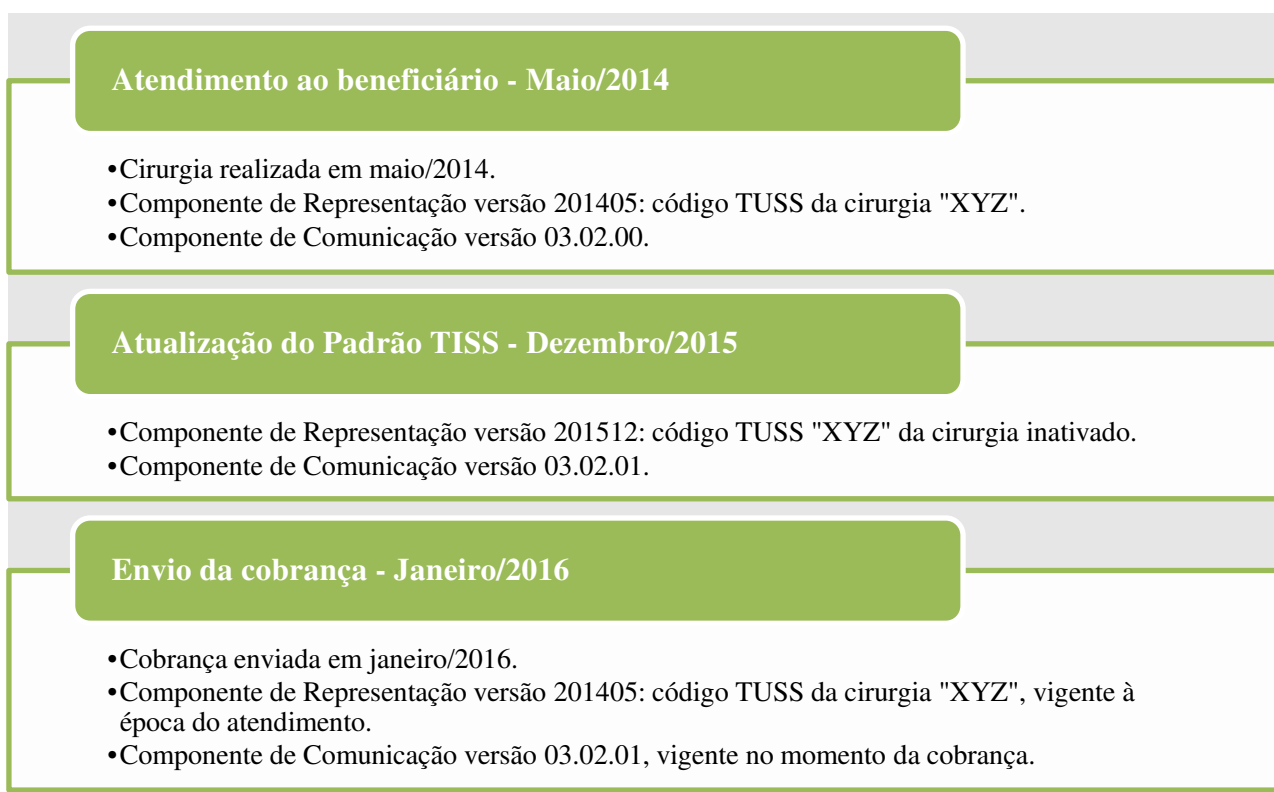 Atendimento ao beneficiário - Maio/2014
•Cirurgia realizada em maio/2014.
•Componente de Representação versão 201405: código TUSS da cirurgia "XYZ".
•Componente de Comunicação versão 03.02.00.
Atualização do Padrão TISS - Dezembro/2015
•Componente de Representação versão 201512: código TUSS "XYZ" da cirurgia inativado.
•Componente de Comunicação versão 03.02.01.
Envio da cobrança - Janeiro/2016
•Cobrança enviada em janeiro/2016.
•Componente de Representação versão 201405: código TUSS da cirurgia "XYZ", vigente à
época do atendimento.
•Componente de Comunicação versão 03.02.01, vigente no momento da cobrança.